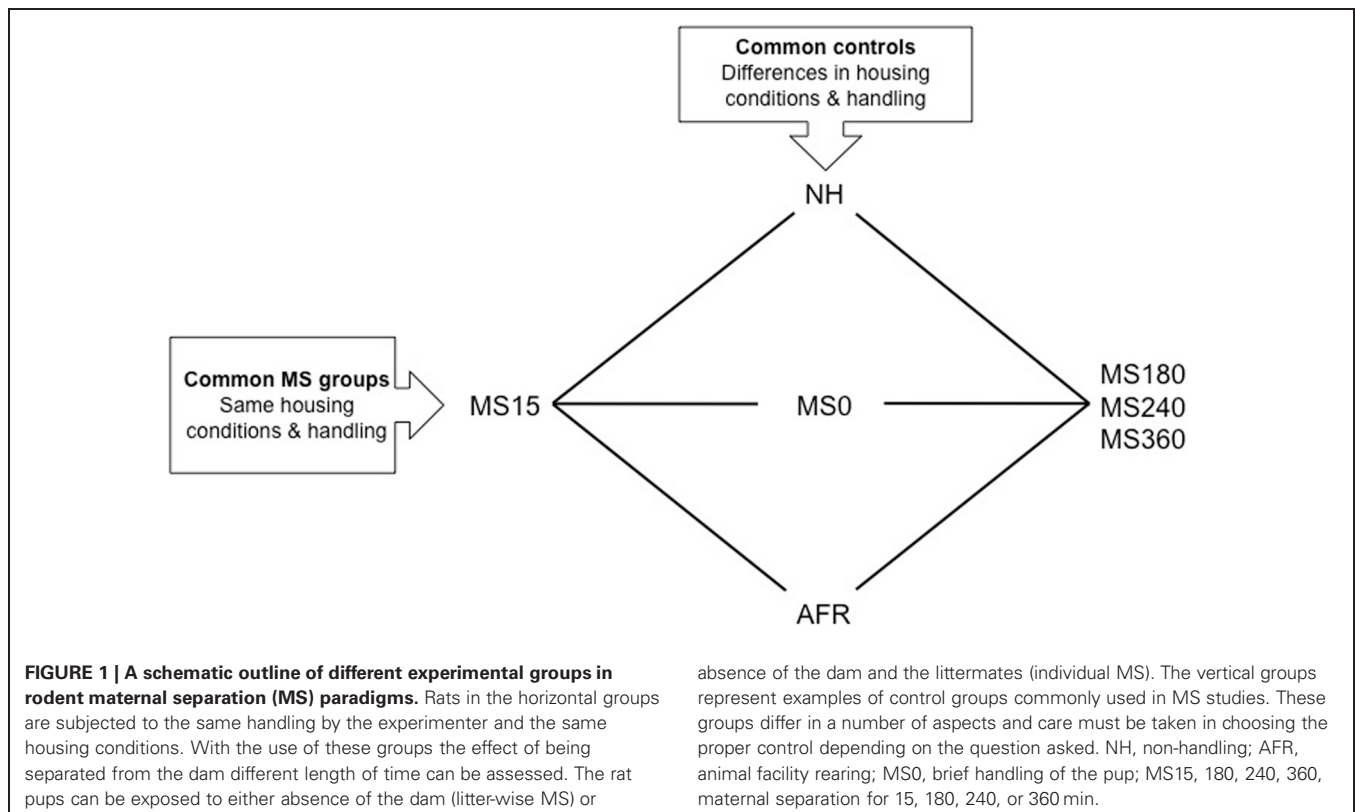 Common controls
Differences in housing
conditions & handling
NH
Common MS groups
Same housing
conditions & handling
MS15
MS0
MS180
MS240
MS360
AFR
FIGURE 1 | A schematic outline of different experimental groups in
rodent maternal separation (MS) paradigms. Rats in the horizontal groups
are subjected to the same handling by the experimenter and the same
housing conditions. With the use of these groups the effect of being
separated from the dam different length of time can be assessed. The rat
pups can be exposed to either absence of the dam (litter-wise MS) or
absence of the dam and the littermates (individual MS). The vertical groups
represent examples of control groups commonly used in MS studies. These
groups differ in a number of aspects and care must be taken in choosing the
proper control depending on the question asked. NH, non-handling; AFR,
animal facility rearing; MS0, brief handling of the pup; MS15, 180, 240, 360,
maternal separation for 15, 180, 240, or 360 min.